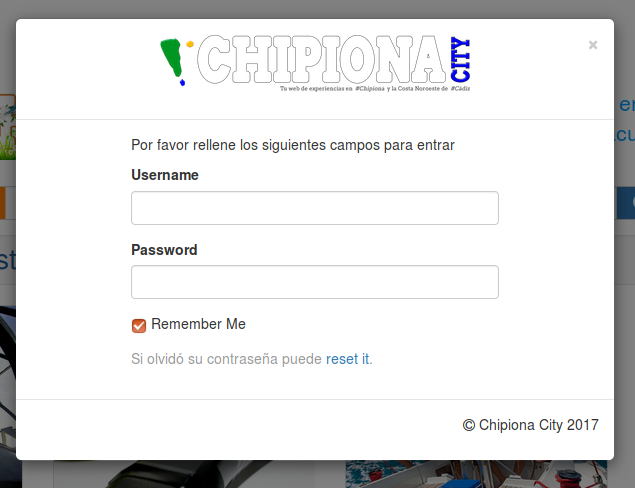 CHIPIONA CITY
Tu web de experiencias en #Chipiona y la Costa Noroeste de #Cádiz
×
Por favor rellene los siguientes campos para entrar
Username
Password
Remember Me
Si olvidó su contraseña puede reset it.
© Chipiona City 2017